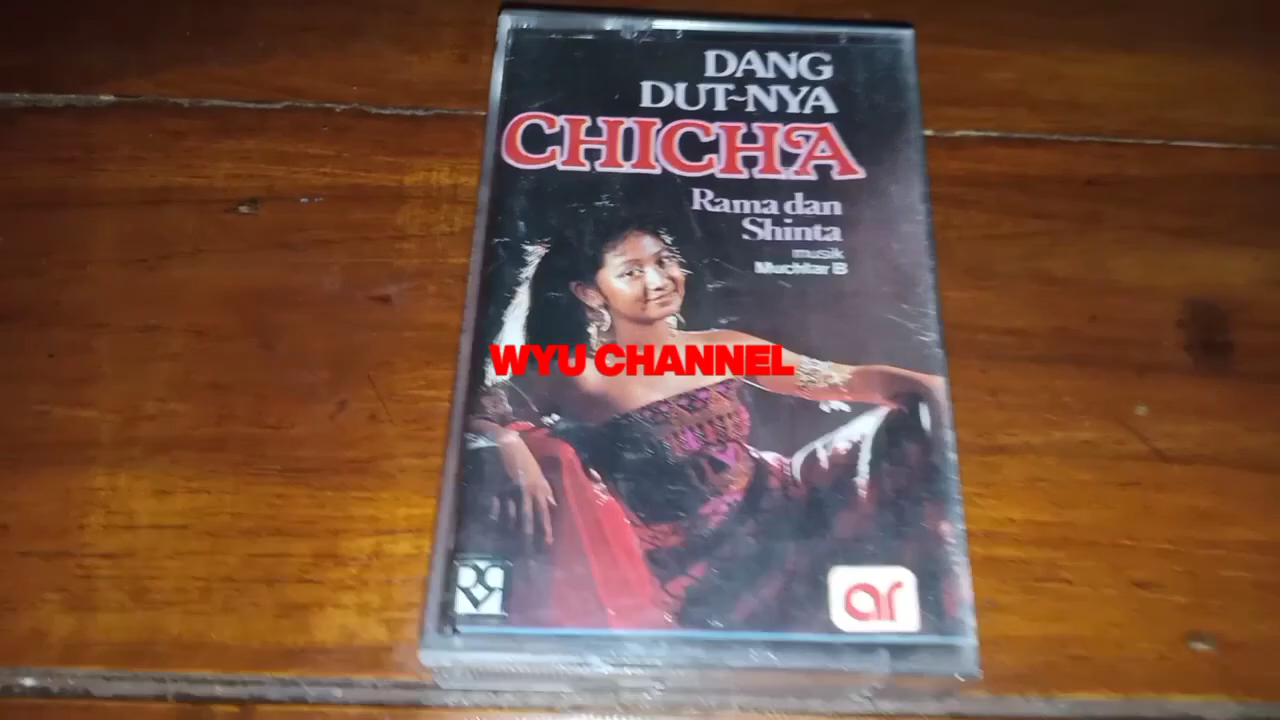 DANG
DUT-NYA
CHICHA
Rama dan
Shinta
musik
Muchtar B
WYU CHANNEL
ar